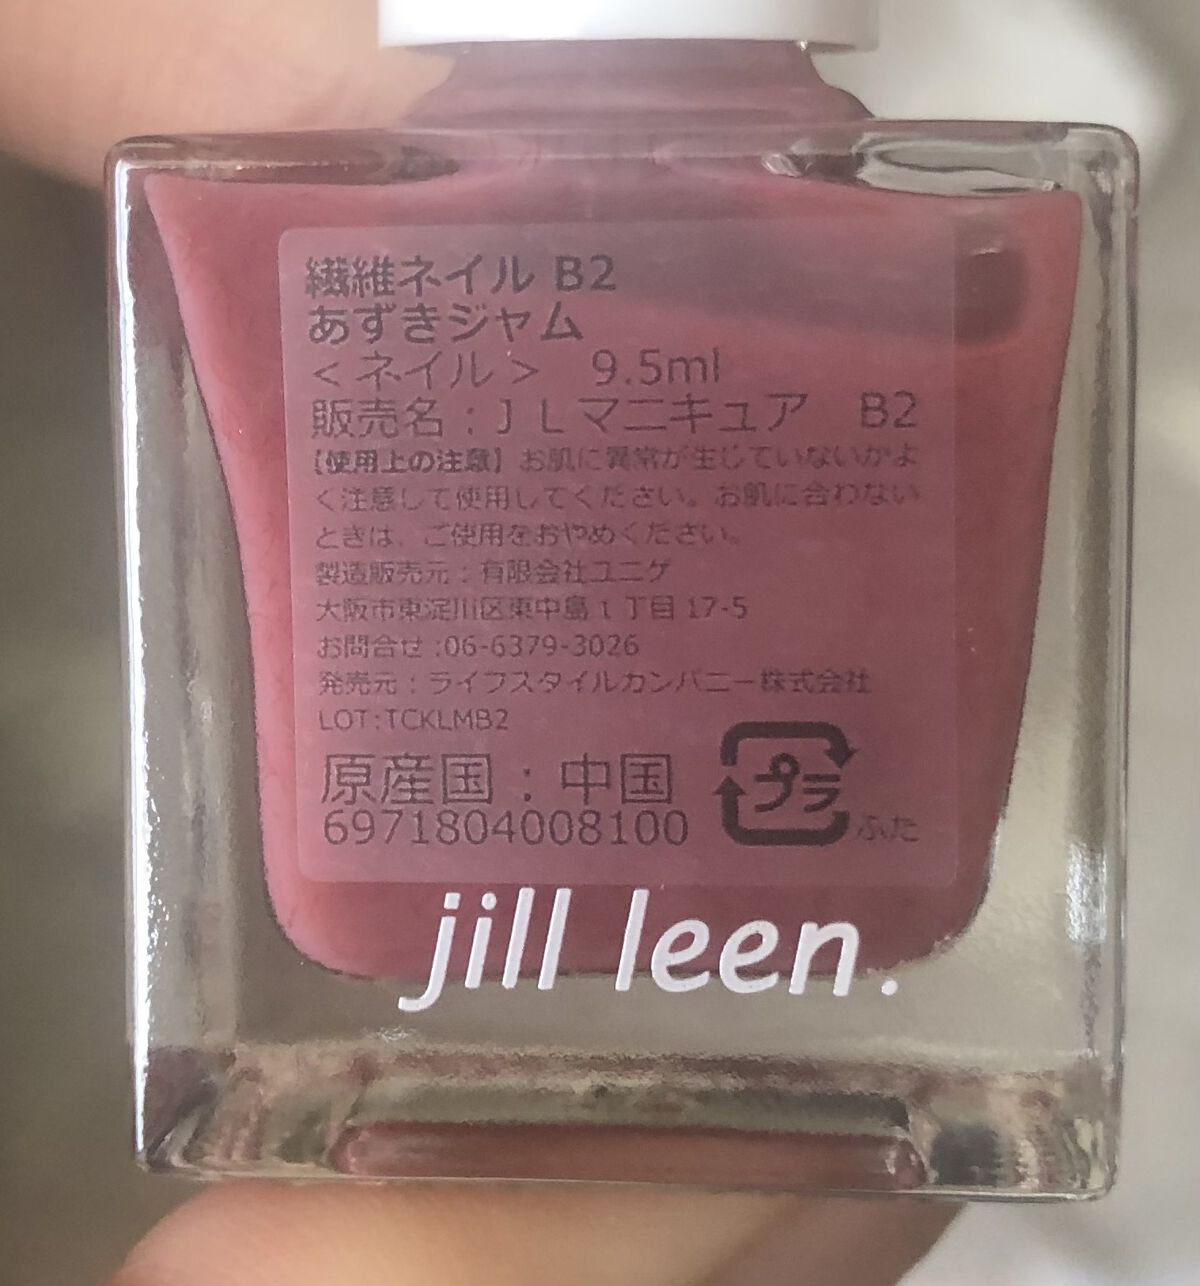 繊維ネイル B2
あずきジャム
＜ネイル＞　9.5ml
販売名：ＪＬマニキュア　B2
【使用上の注意】お肌に異常が生じていないかよ
く注意して使用してください。お肌に合わない
ときは、ご使用をおやめください。
製造販売元：有限会社ユニゲ
大阪市東淀川区東中島１丁目17-5
お問合せ:06-6379-3026
発売元：ライフスタイルカンパニー株式会社
LOT:TCKLMB2
原産国：中国
プラ
6971804008100
ふた
jill leen.